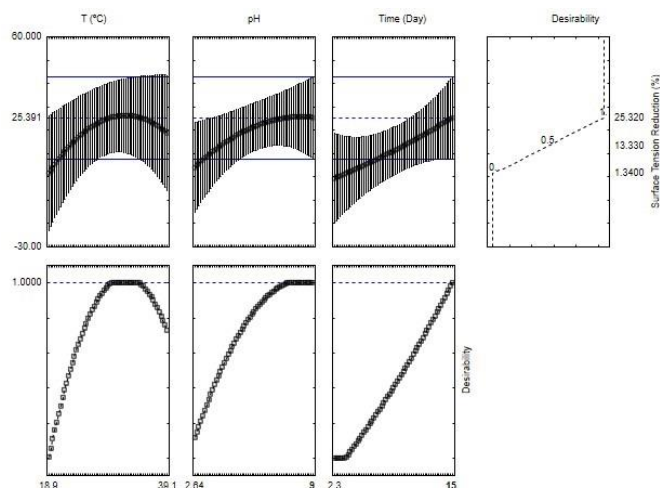 T (ºC)
pH
Time (Day)
Desirability
60.000
25.391
-30.00
1
0.5
0
25.320
13.330
1.3400
Surface Tension Reduction (%)
1.0000
Desirability
18.9
39.1
2.64
9
2.3
15